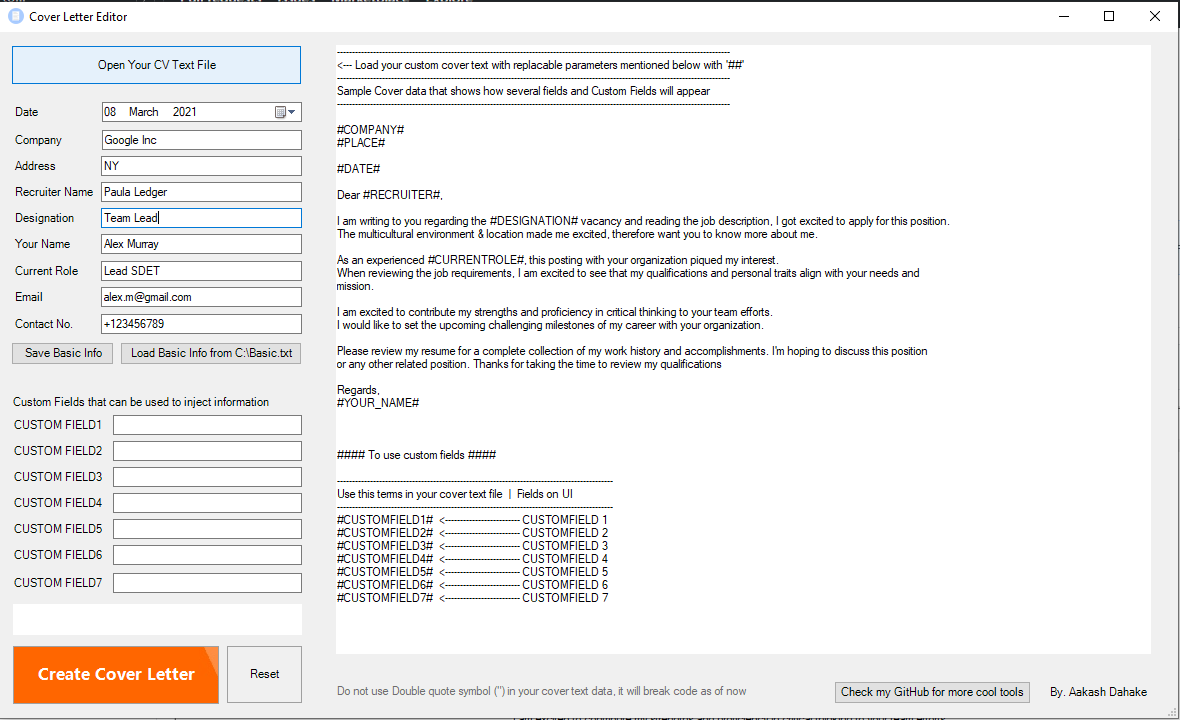 Cover Letter Editor
Open Your CV Text File
Date 08 March 2021
Company Google Inc
Address NY
Recruiter Name Paula Ledger
Designation Team Lead
Your Name Alex Murray
Current Role Lead SDET
Email alex.m@gmail.com
Contact No. +123456789
Save Basic Info Load Basic Info from C:\Basic.txt
Custom Fields that can be used to inject information
CUSTOM FIELD1
CUSTOM FIELD2
CUSTOM FIELD3
CUSTOM FIELD4
CUSTOM FIELD5
CUSTOM FIELD6
CUSTOM FIELD7
Create Cover Letter Reset
<--- Load your custom cover text with replacable parameters mentioned below with '##'
Sample Cover data that shows how several fields and Custom Fields will appear
#COMPANY#
#PLACE#
#DATE#
Dear #RECRUITER#,
I am writing to you regarding the #DESIGNATION# vacancy and reading the job description, I got excited to apply for this position.
The multicultural environment & location made me excited, therefore want you to know more about me.
As an experienced #CURRENTROLE#, this posting with your organization piqued my interest.
When reviewing the job requirements, I am excited to see that my qualifications and personal traits align with your needs and
mission.
I am excited to contribute my strengths and proficiency in critical thinking to your team efforts.
I would like to set the upcoming challenging milestones of my career with your organization.
Please review my resume for a complete collection of my work history and accomplishments. I'm hoping to discuss this position
or any other related position. Thanks for taking the time to review my qualifications
Regards,
#YOUR_NAME#
#### To use custom fields ####
Use this terms in your cover text file | Fields on UI
#CUSTOMFIELD1# <------------------------- CUSTOMFIELD 1
#CUSTOMFIELD2# <------------------------- CUSTOMFIELD 2
#CUSTOMFIELD3# <------------------------- CUSTOMFIELD 3
#CUSTOMFIELD4# <------------------------- CUSTOMFIELD 4
#CUSTOMFIELD5# <------------------------- CUSTOMFIELD 5
#CUSTOMFIELD6# <------------------------- CUSTOMFIELD 6
#CUSTOMFIELD7# <------------------------- CUSTOMFIELD 7
Do not use Double quote symbol (") in your cover text data, it will break code as of now
Check my GitHub for more cool tools By. Aakash Dahake